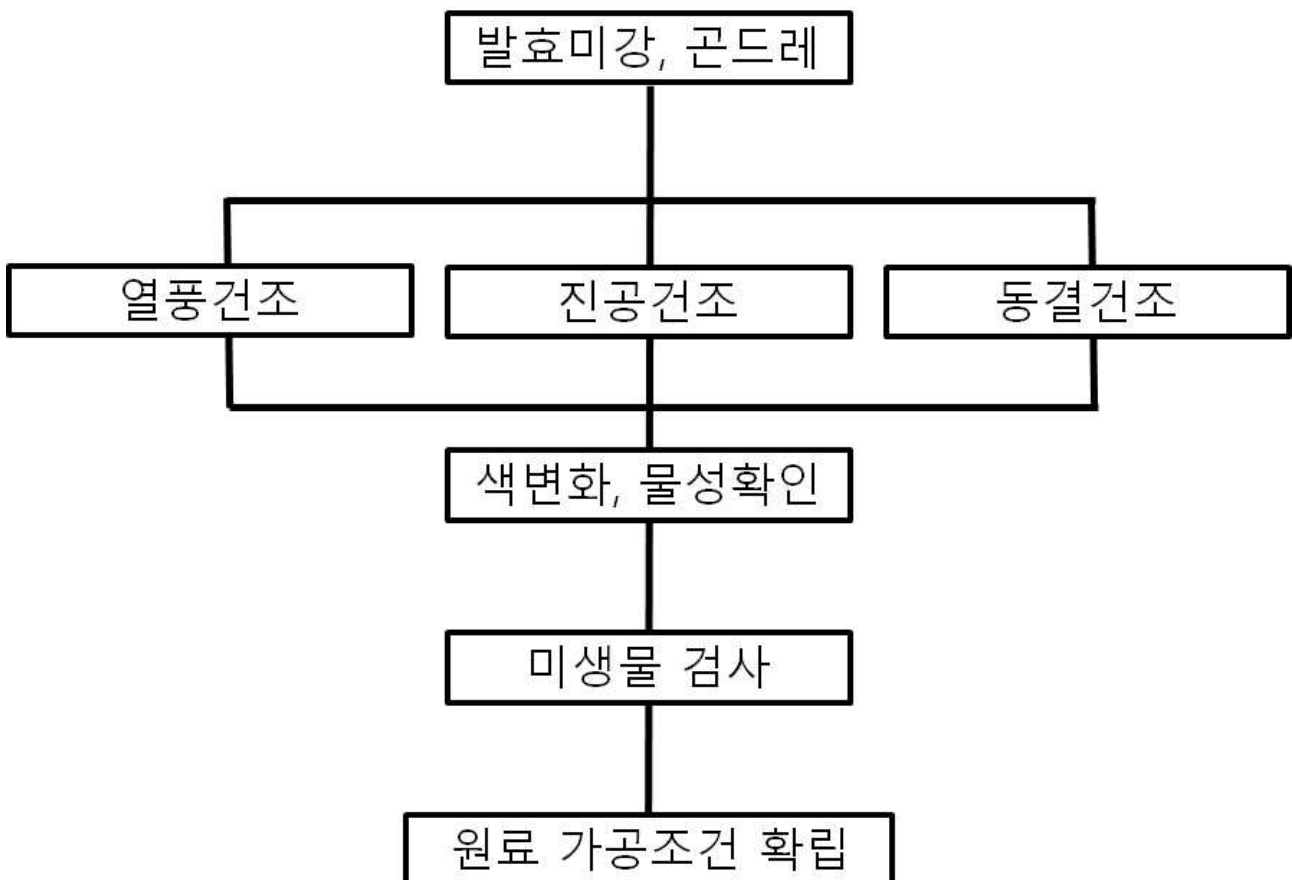 발효미강, 곤드레
열풍건조
진공건조
동결건조
색변화, 물성확인
미생물 검사
원료 가공조건 확립